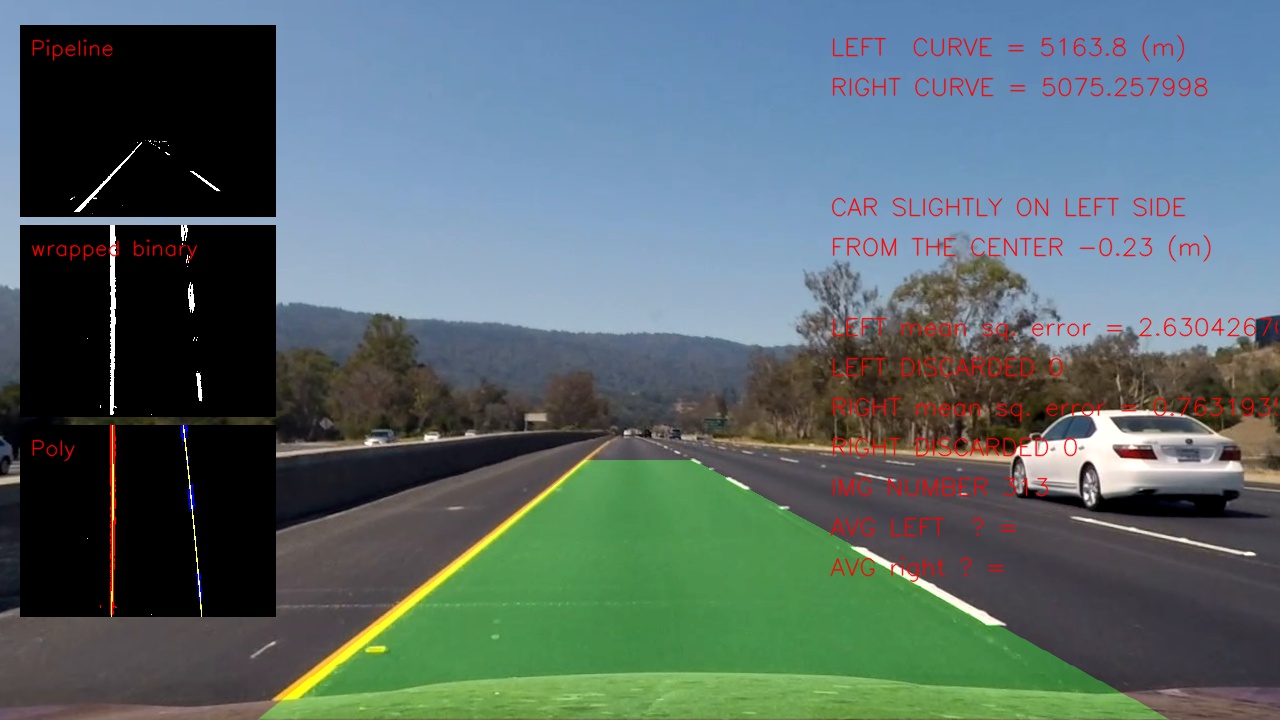 Pipeline
wrapped binary
Poly
LEFT CURVE = 5163.8 (m)
RIGHT CURVE = 5075.257998
CAR SLIGHTLY ON LEFT SIDE
FROM THE CENTER -0.23 (m)
LEFT mean sq. error = 2.6304267
LEFT DISCARDED 0
RIGHT mean sq. error = 0.763193
RIGHT DISCARDED 0
IMG NUMBER 313
AVG LEFT ? =
AVG right ? =